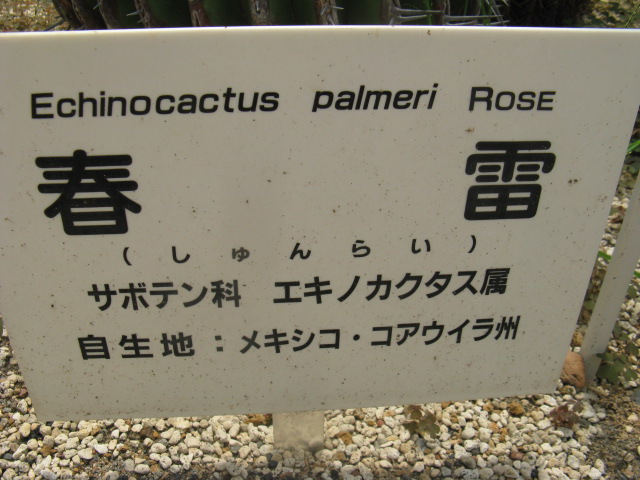 Echinocactus palmeri ROSE
春雷
(しゅんらい)
サボテン科 エキノカクタス属
自生地：メキシコ・コアウイラ州